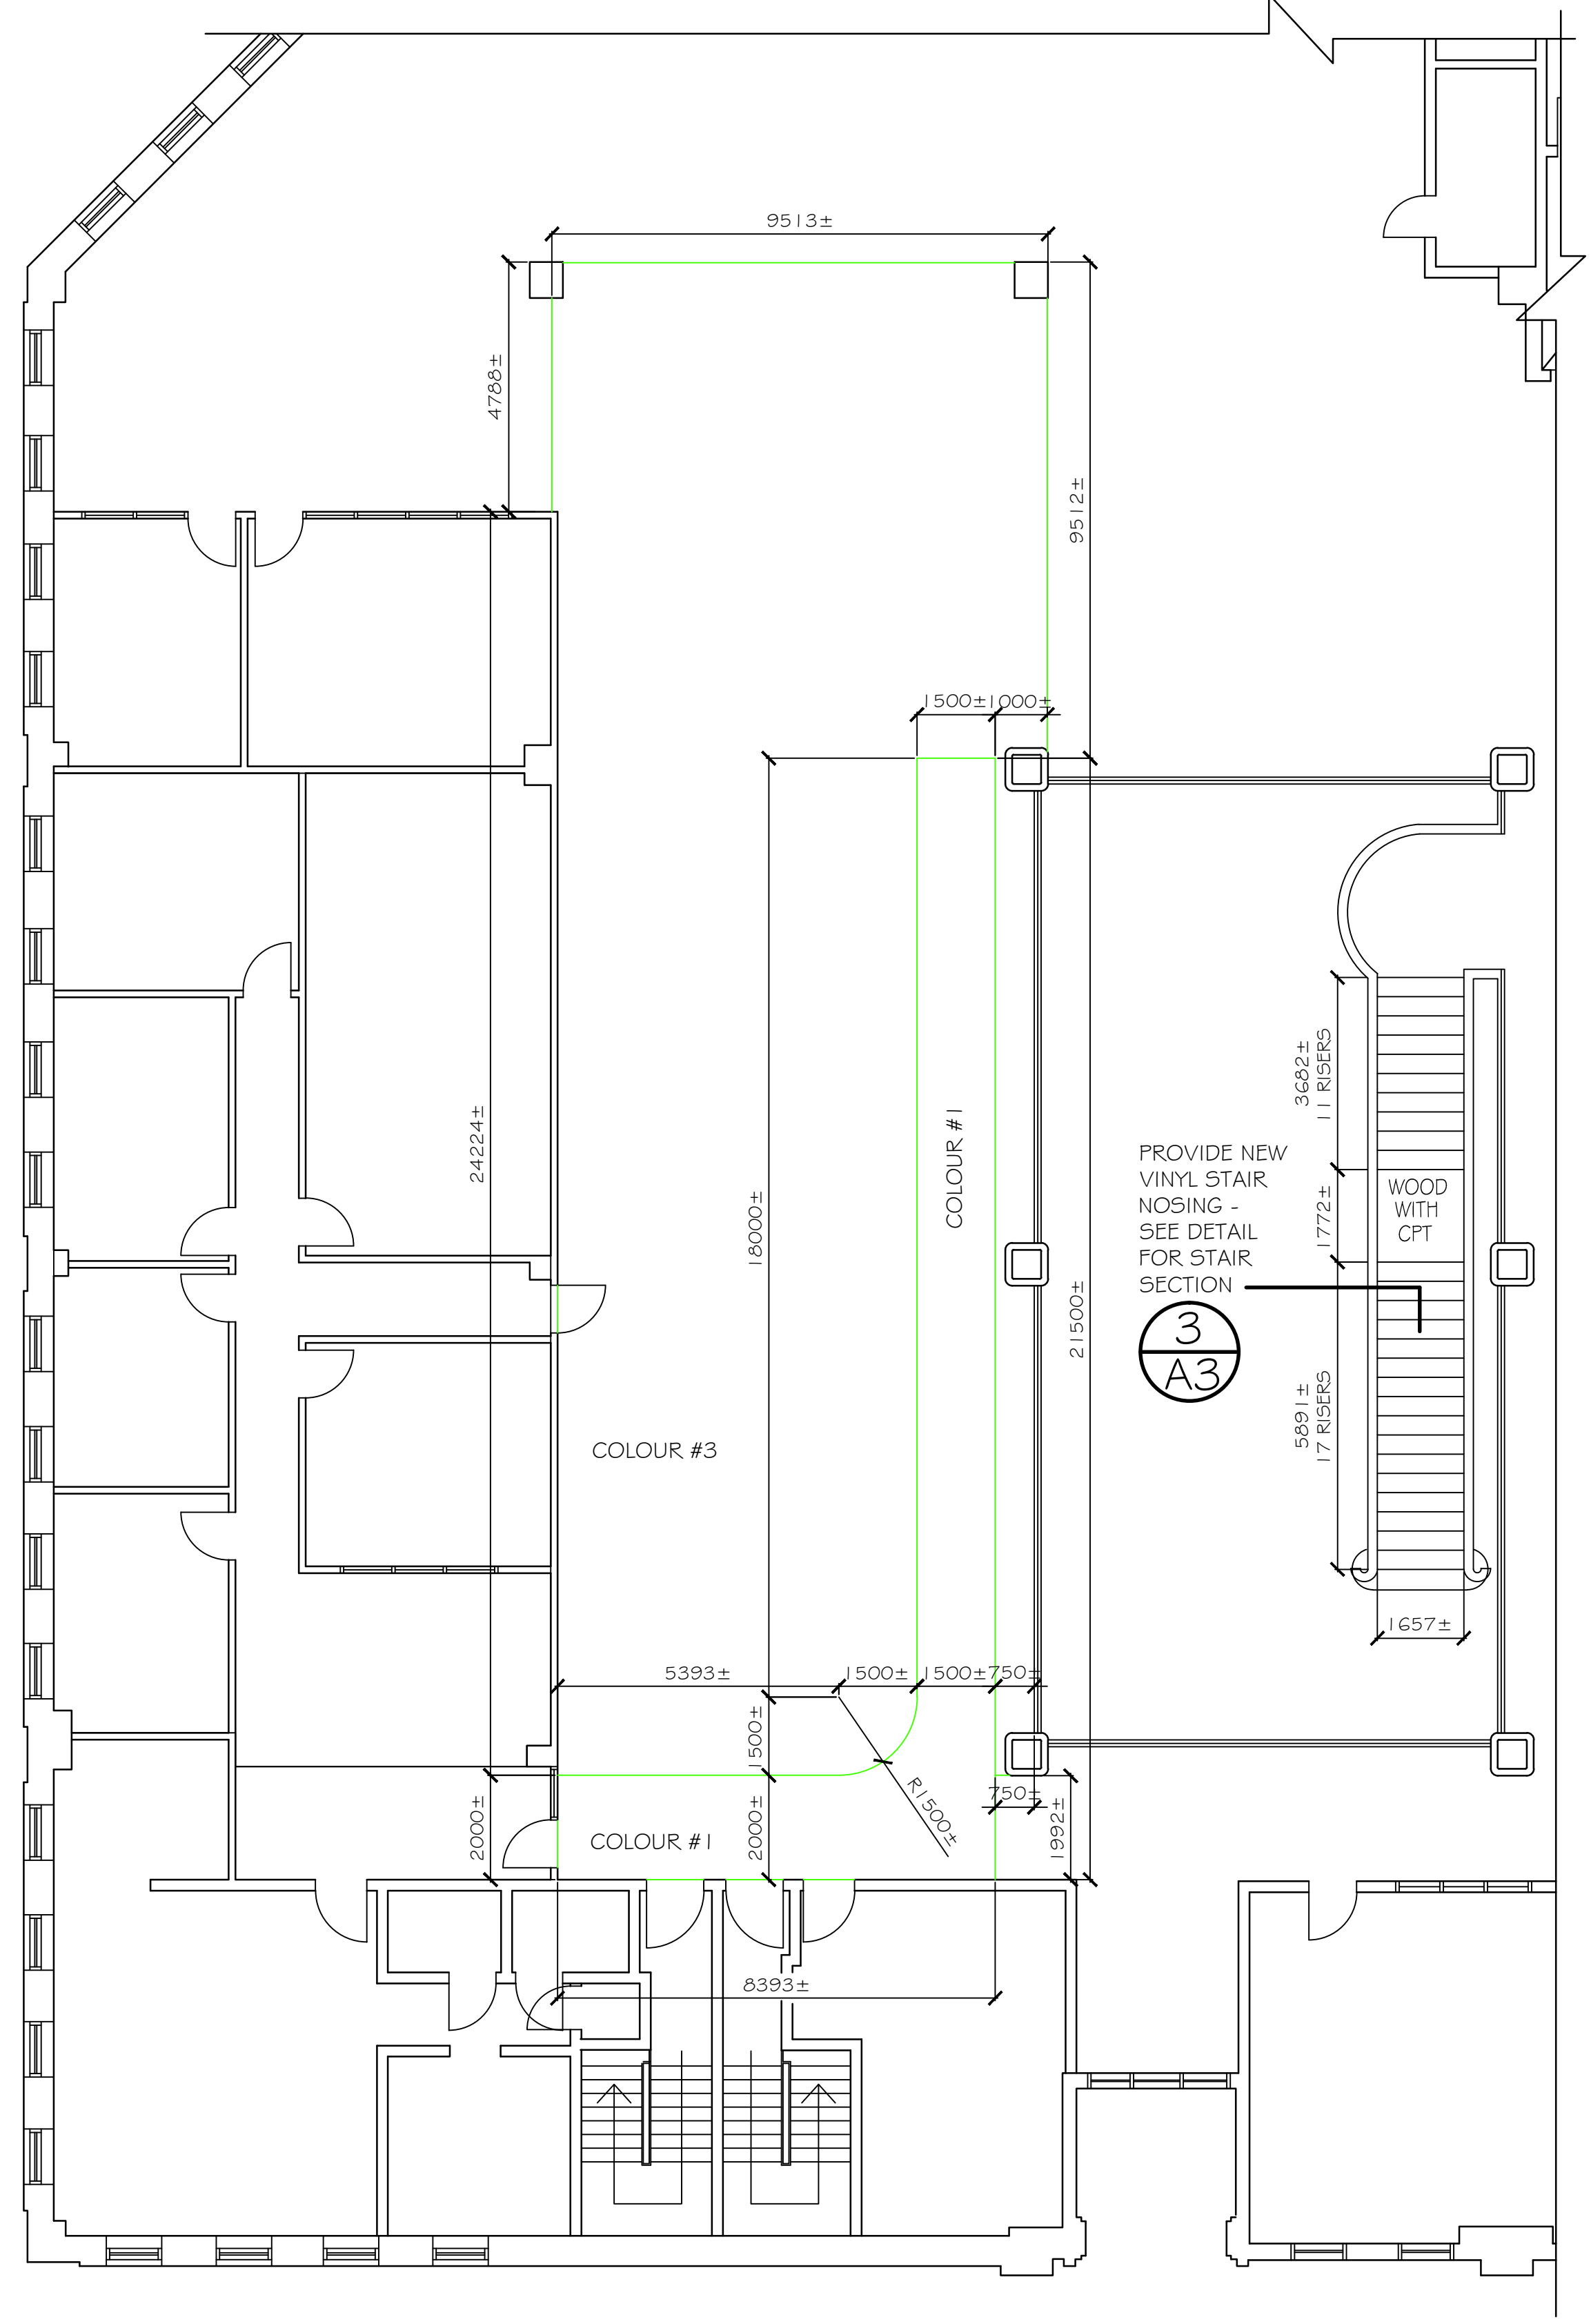 9513±
4788±
9512±
1500±
1000±
24224±
18000±
COLOUR #1
21500±
3682±
11 RISERS
PROVIDE NEW
VINYL STAIR
NOSING -
SEE DETAIL
FOR STAIR
SECTION
WOOD
WITH
CPT
1772±
3
A3
5891±
17 RISERS
COLOUR #3
1657±
5393±
1500±
1500±
750±
1500±
R1500±
750±
2000±
2000±
1992±
COLOUR #1
8393±